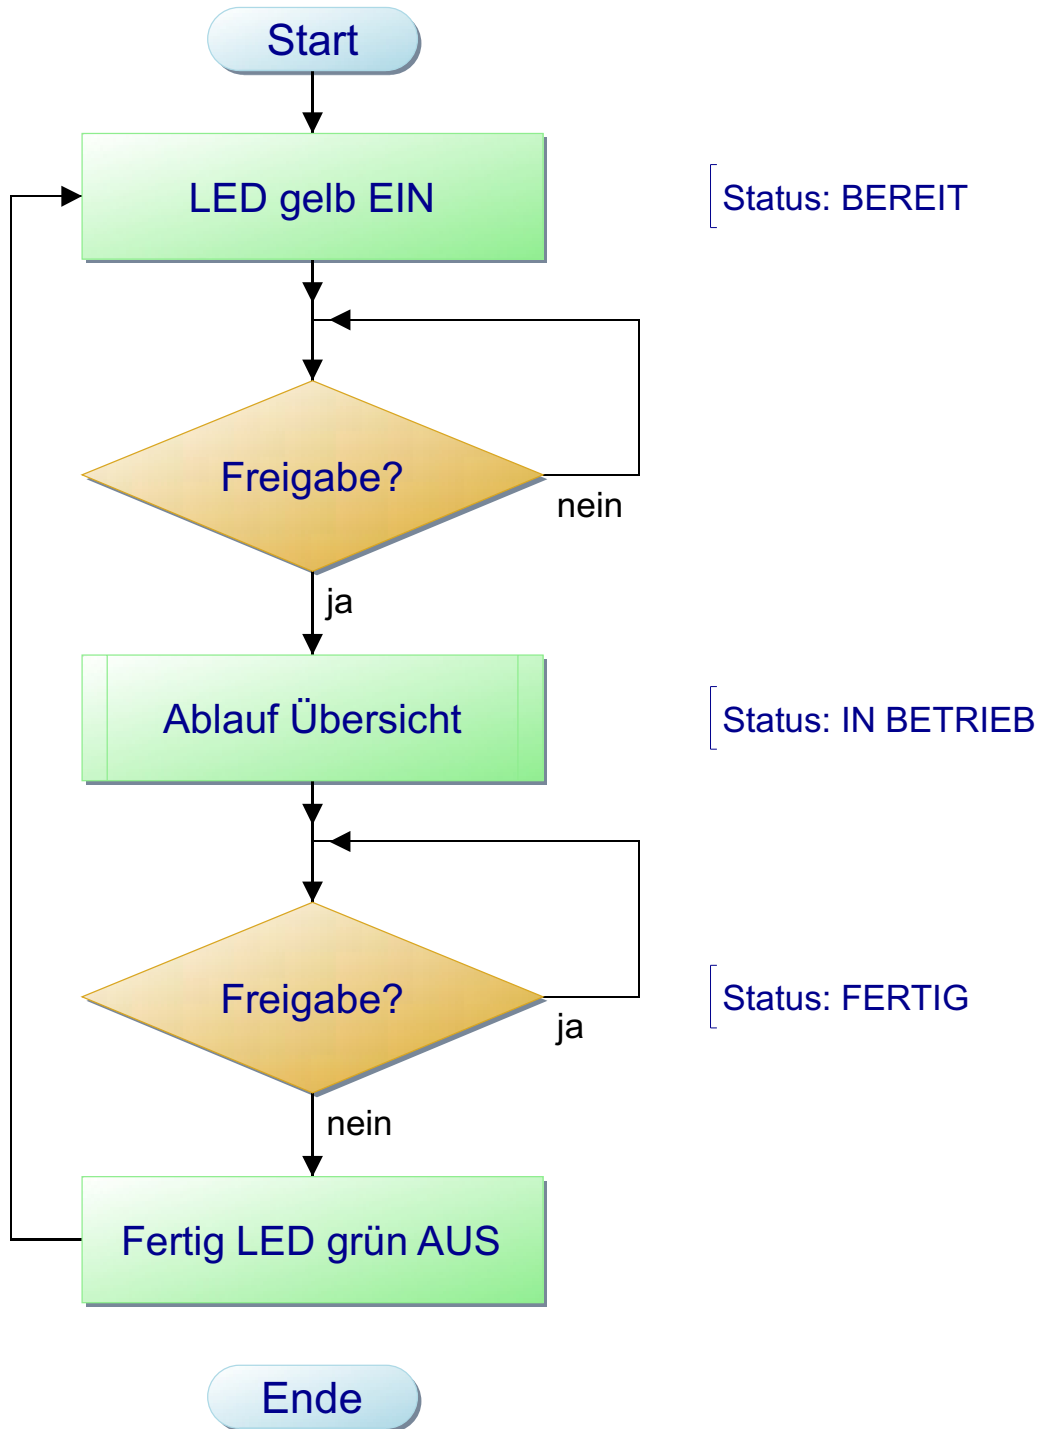 Start
LED gelb EIN
Status: BEREIT
Freigabe?
nein
ja
Ablauf Übersicht
Status: IN BETRIEB
Freigabe?
Status: FERTIG
ja
nein
Fertig LED grün AUS
Ende